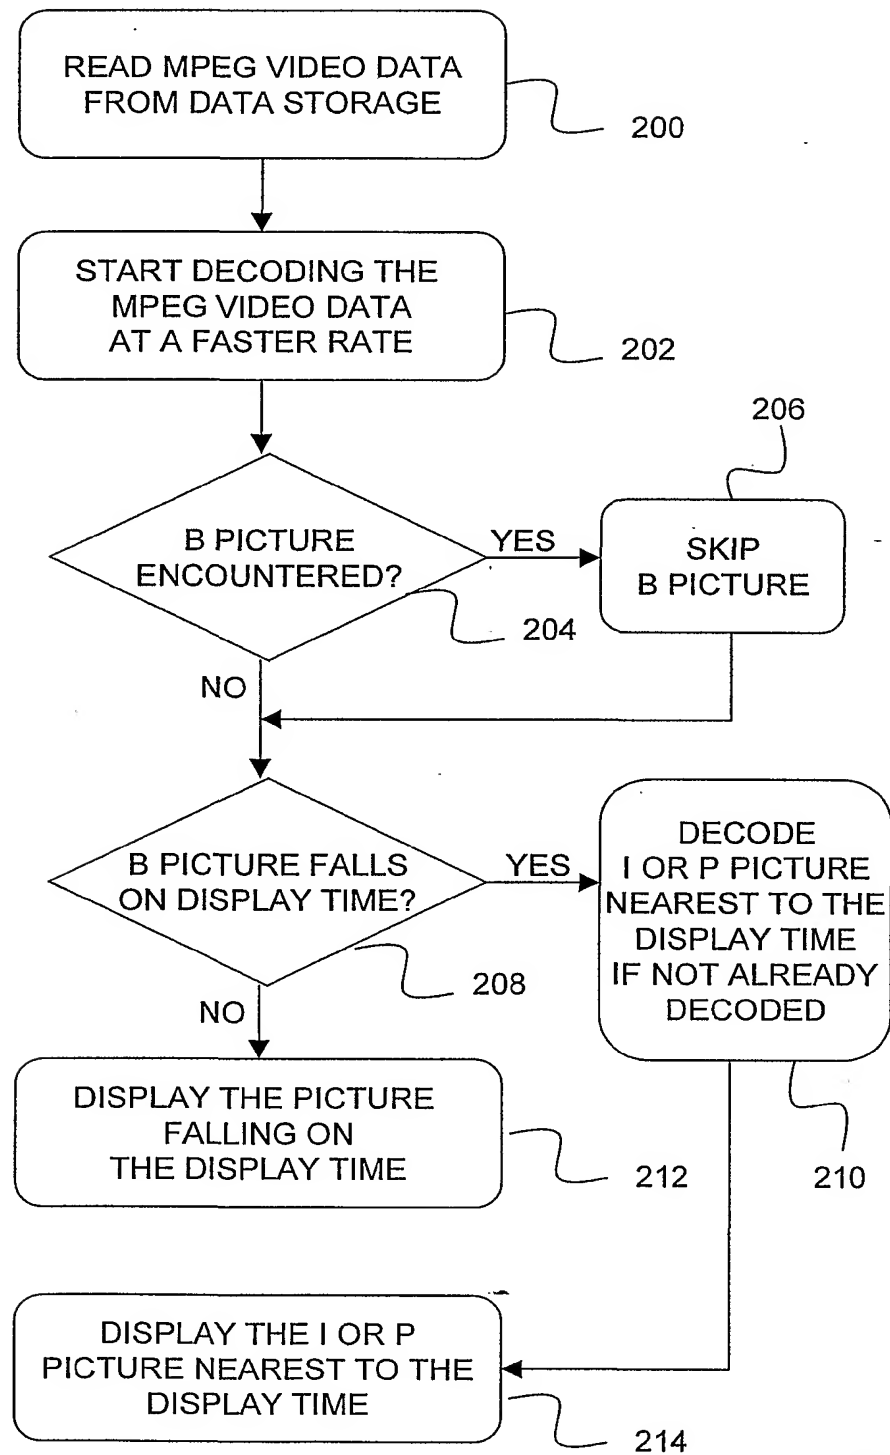 READ MPEG VIDEO DATA
FROM DATA STORAGE
200
START DECODING THE
MPEG VIDEO DATA
AT A FASTER RATE
202
206
B PICTURE
ENCOUNTERED?
YES
SKIP
B PICTURE
204
NO
B PICTURE FALLS
ON DISPLAY TIME?
YES
DECODE
I OR P PICTURE
NEAREST TO THE
DISPLAY TIME
IF NOT ALREADY
DECODED
208
NO
DISPLAY THE PICTURE
FALLING ON
THE DISPLAY TIME
212
210
DISPLAY THE I OR P
PICTURE NEAREST TO THE
DISPLAY TIME
214